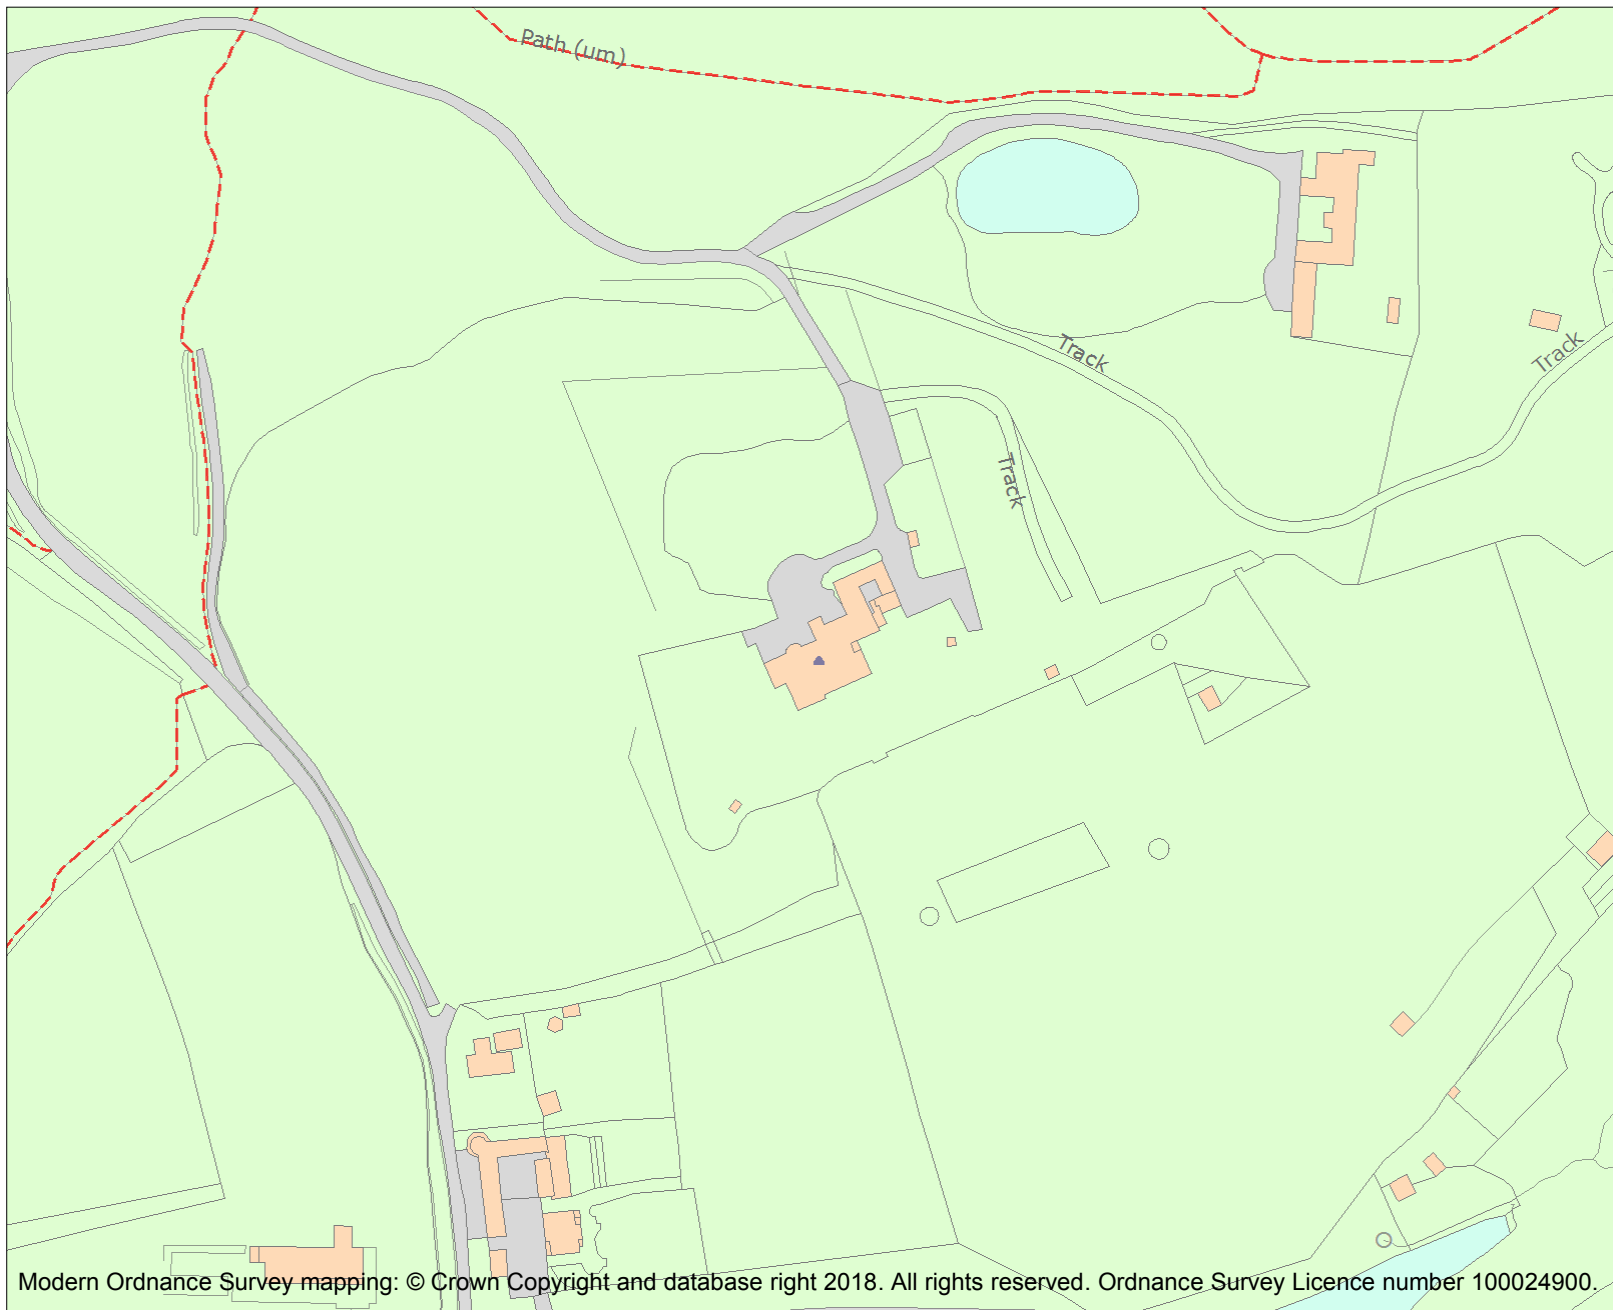 Path (um)
Track
Track
Track
Modern Ordnance Survey mapping: © Crown Copyright and database right 2018. All rights reserved. Ordnance Survey Licence number 100024900.